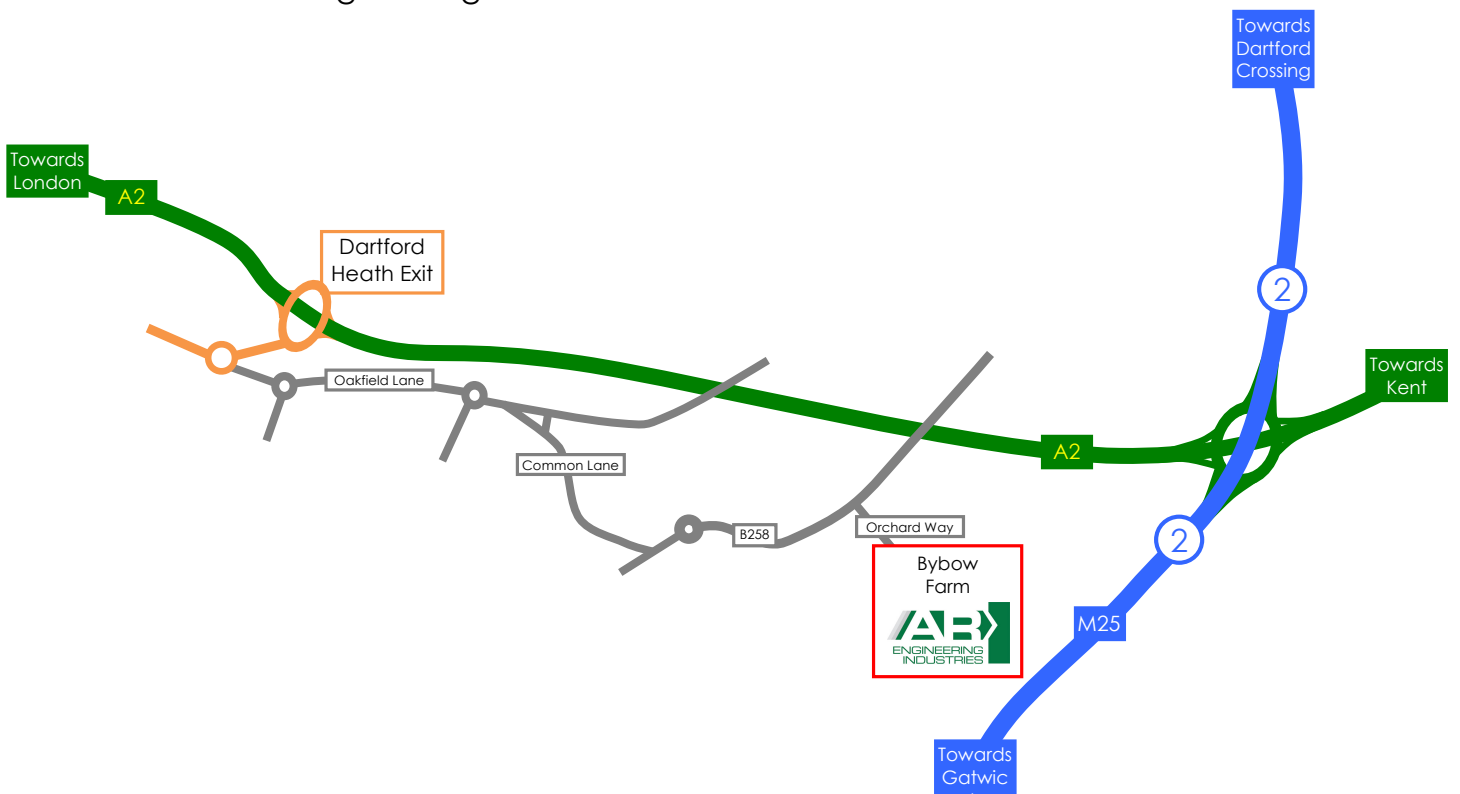 Towards
Dartford
Crossing
Towards
London
A2
Dartford
Heath Exit
2
Towards
Kent
Oakfield Lane
A2
Common Lane
Orchard Way
B258
2
Bybow
Farm
AB
ENGINEERING
INDUSTRIES
M25
Towards
Gatwic